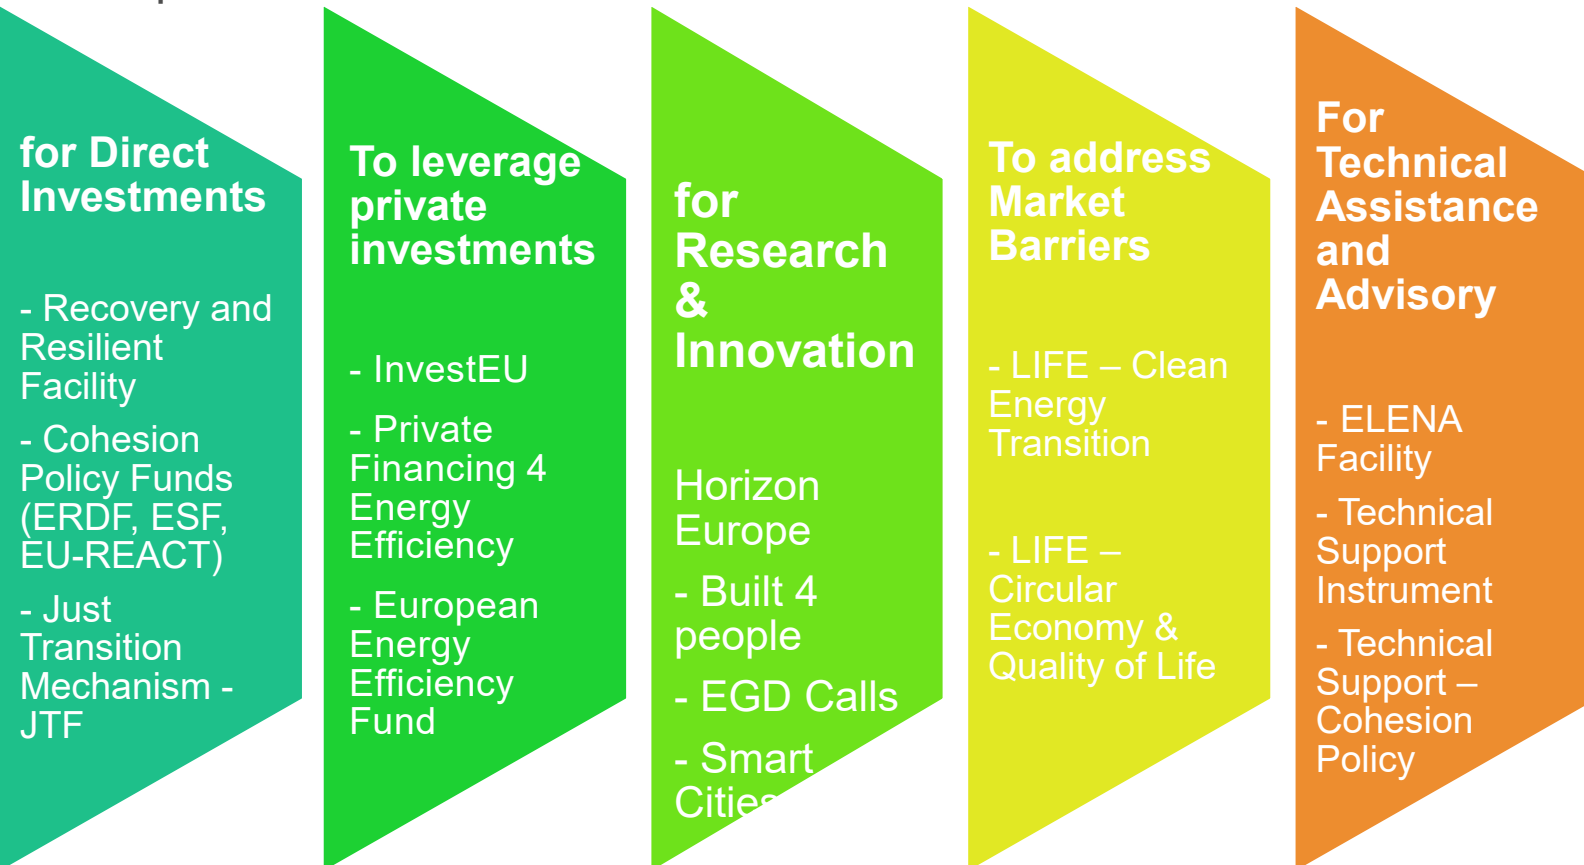 for Direct
Investments
- Recovery and
Resilient
Facility
- Cohesion
Policy Funds
(ERDF, ESF,
EU-REACT)
- Just
Transition
Mechanism -
JTF
To leverage
private
investments
- InvestEU
- Private
Financing 4
Energy
Efficiency
- European
Energy
Efficiency
Fund
for
Research
&
Innovation
Horizon
Europe
- Built 4
people
- EGD Calls
- Smart
Cities
To address
Market
Barriers
- LIFE – Clean
Energy
Transition
- LIFE –
Circular
Economy &
Quality of Life
For
Technical
Assistance
and
Advisory
- ELENA
Facility
- Technical
Support
Instrument
- Technical
Support –
Cohesion
Policy